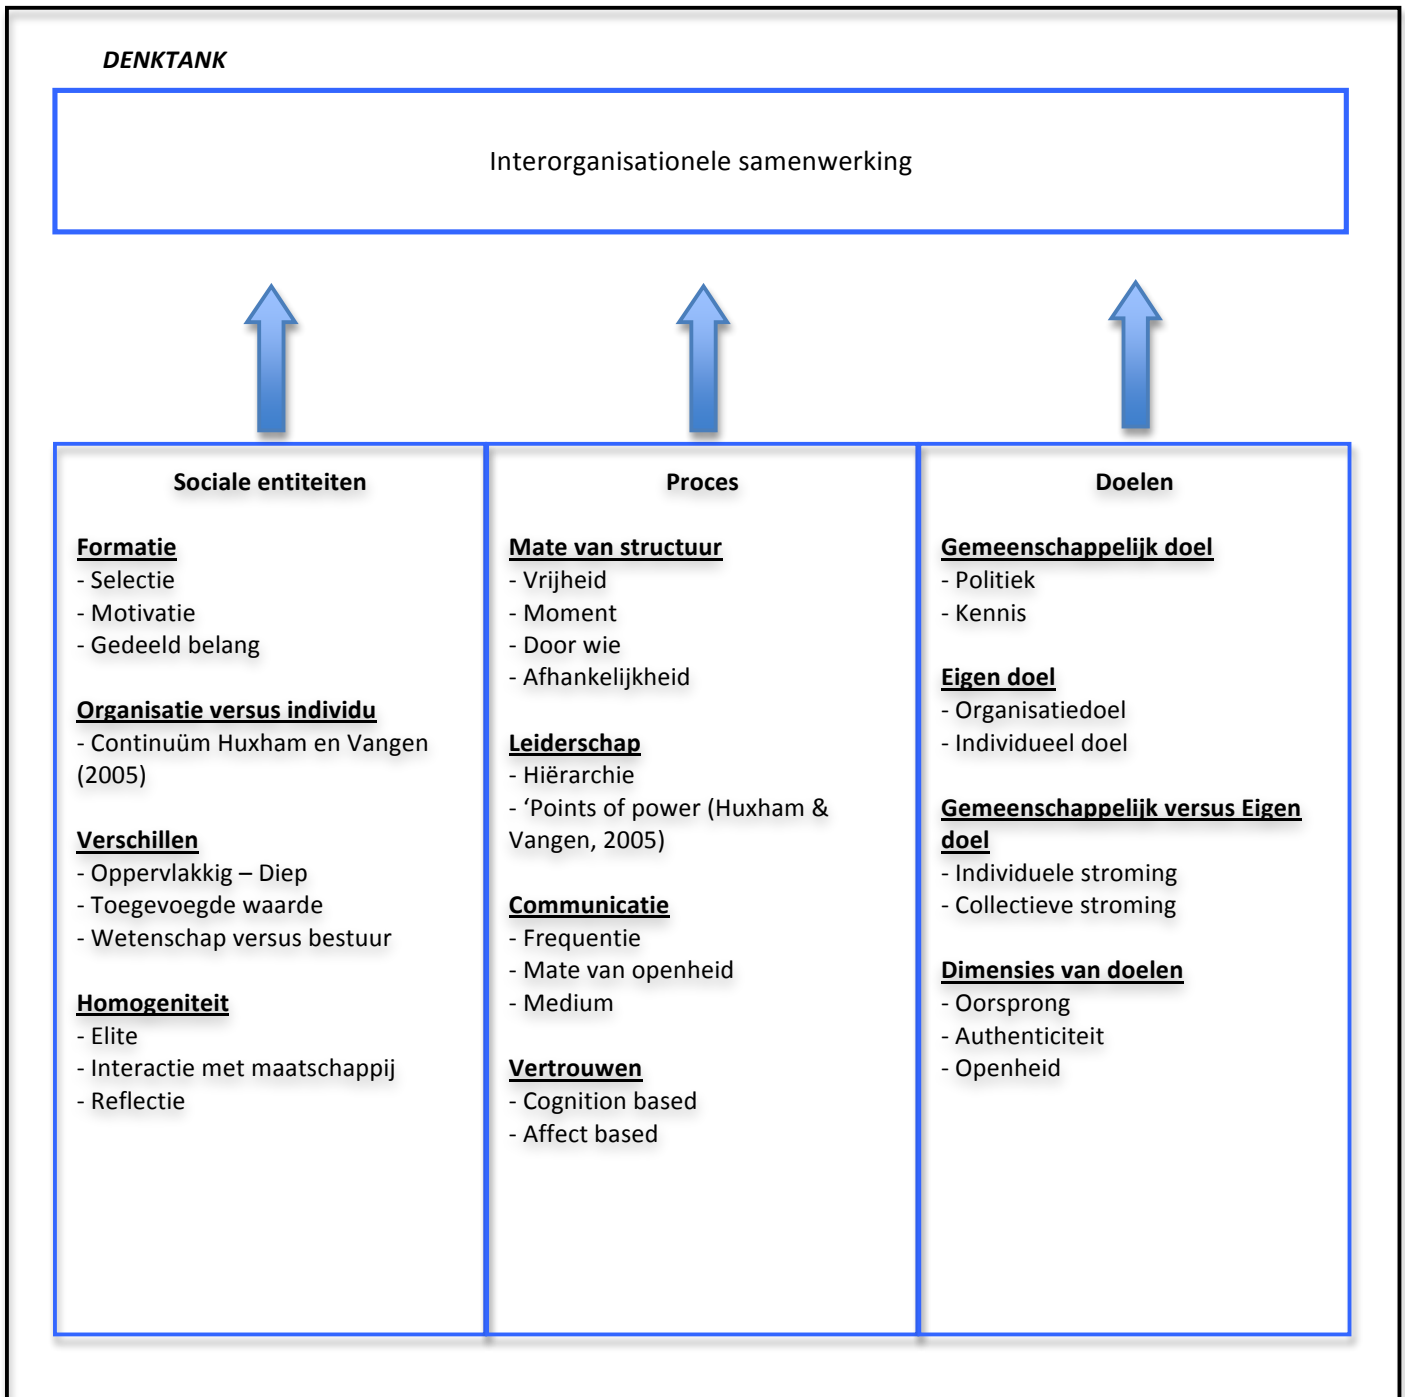 DENKTANK
Interorganisationele samenwerking
Sociale entiteiten
Formatie
- Selectie
- Motivatie
- Gedeeld belang
Organisatie versus individu
- Continuüm Huxham en Vangen
(2005)
Verschillen
- Oppervlakkig – Diep
- Toegevoegde waarde
- Wetenschap versus bestuur
Homogeniteit
- Elite
- Interactie met maatschappij
- Reflectie
Proces
Mate van structuur
- Vrijheid
- Moment
- Door wie
- Afhankelijkheid
Leiderschap
- Hiërarchie
- ‘Points of power (Huxham &
Vangen, 2005)
Communicatie
- Frequentie
- Mate van openheid
- Medium
Vertrouwen
- Cognition based
- Affect based
Doelen
Gemeenschappelijk doel
- Politiek
- Kennis
Eigen doel
- Organisatiedoel
- Individueel doel
Gemeenschappelijk versus Eigen
doel
- Individuele stroming
- Collectieve stroming
Dimensies van doelen
- Oorsprong
- Authenticiteit
- Openheid